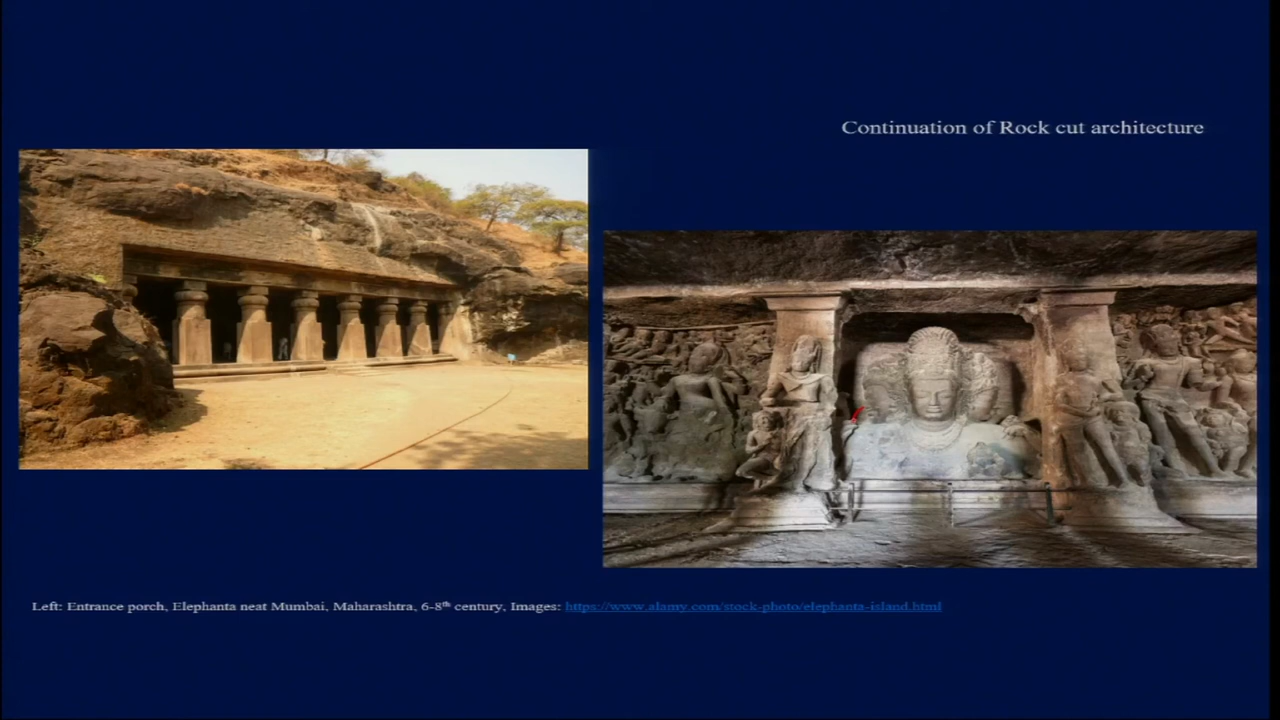 Continuation of Rock cut architecture
Left: Entrance porch, Elephanta neat Mumbai, Maharashtra, 6-8th century, Images: https://www.alamy.com/stock-photo/elephanta-island.html